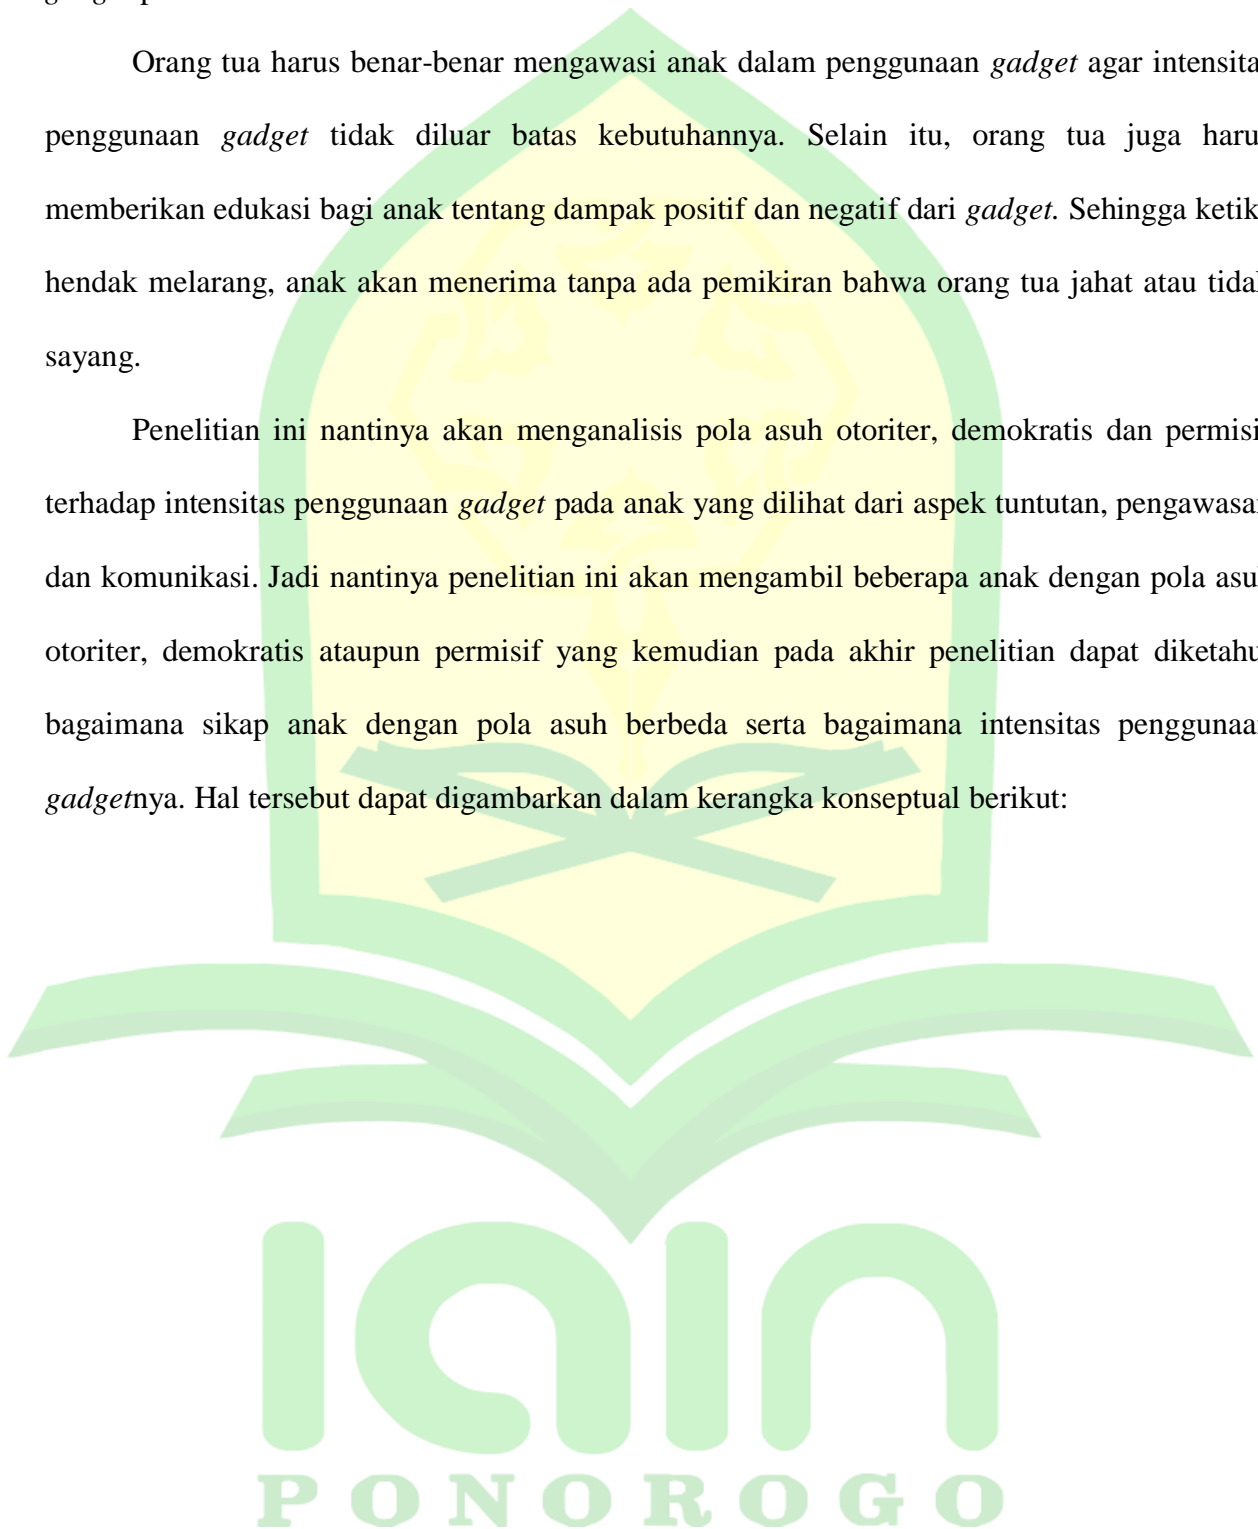 Orang tua harus benar-benar mengawasi anak dalam penggunaan gadget agar intensita
penggunaan gadget tidak diluar batas kebutuhannya. Selain itu, orang tua juga haru
memberikan edukasi bagi anak tentang dampak positif dan negatif dari gadget. Sehingga ketik
hendak melarang, anak akan menerima tanpa ada pemikiran bahwa orang tua jahat atau tidak
sayang.
Penelitian ini nantinya akan menganalisis pola asuh otoriter, demokratis dan permisi
terhadap intensitas penggunaan gadget pada anak yang dilihat dari aspek tuntutan, pengawasan
dan komunikasi. Jadi nantinya penelitian ini akan mengambil beberapa anak dengan pola asuh
otoriter, demokratis ataupun permisif yang kemudian pada akhir penelitian dapat diketahu
bagaimana sikap anak dengan pola asuh berbeda serta bagaimana intensitas penggunaan
gadgetnya. Hal tersebut dapat digambarkan dalam kerangka konseptual berikut:
iain
PONOROGO